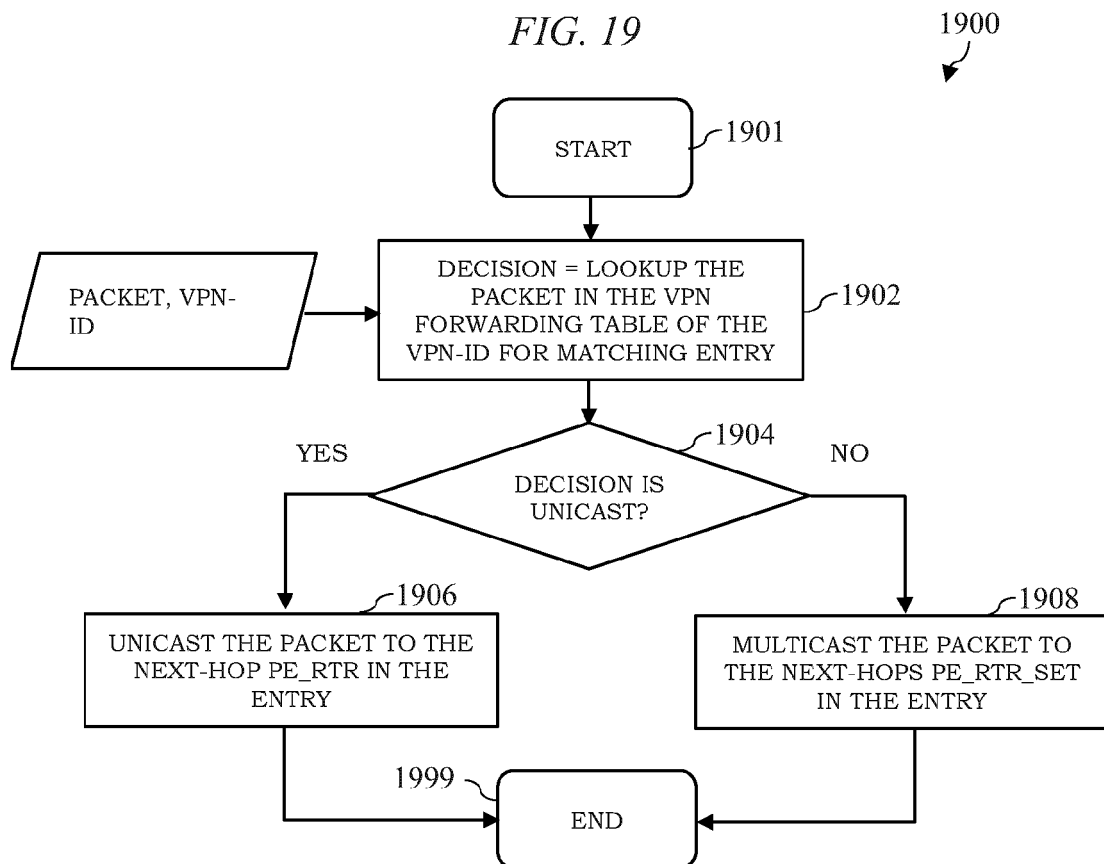 FIG. 19
1900
START
1901
PACKET, VPN-
ID
DECISION = LOOKUP THE
PACKET IN THE VPN
FORWARDING TABLE OF THE
VPN-ID FOR MATCHING ENTRY
1902
1904
YES
NO
DECISION IS
UNICAST?
1906
UNICAST THE PACKET TO THE
NEXT-HOP PE_RTR IN THE
ENTRY
1908
MULTICAST THE PACKET TO
THE NEXT-HOPS PE_RTR_SET
IN THE ENTRY
1999
END